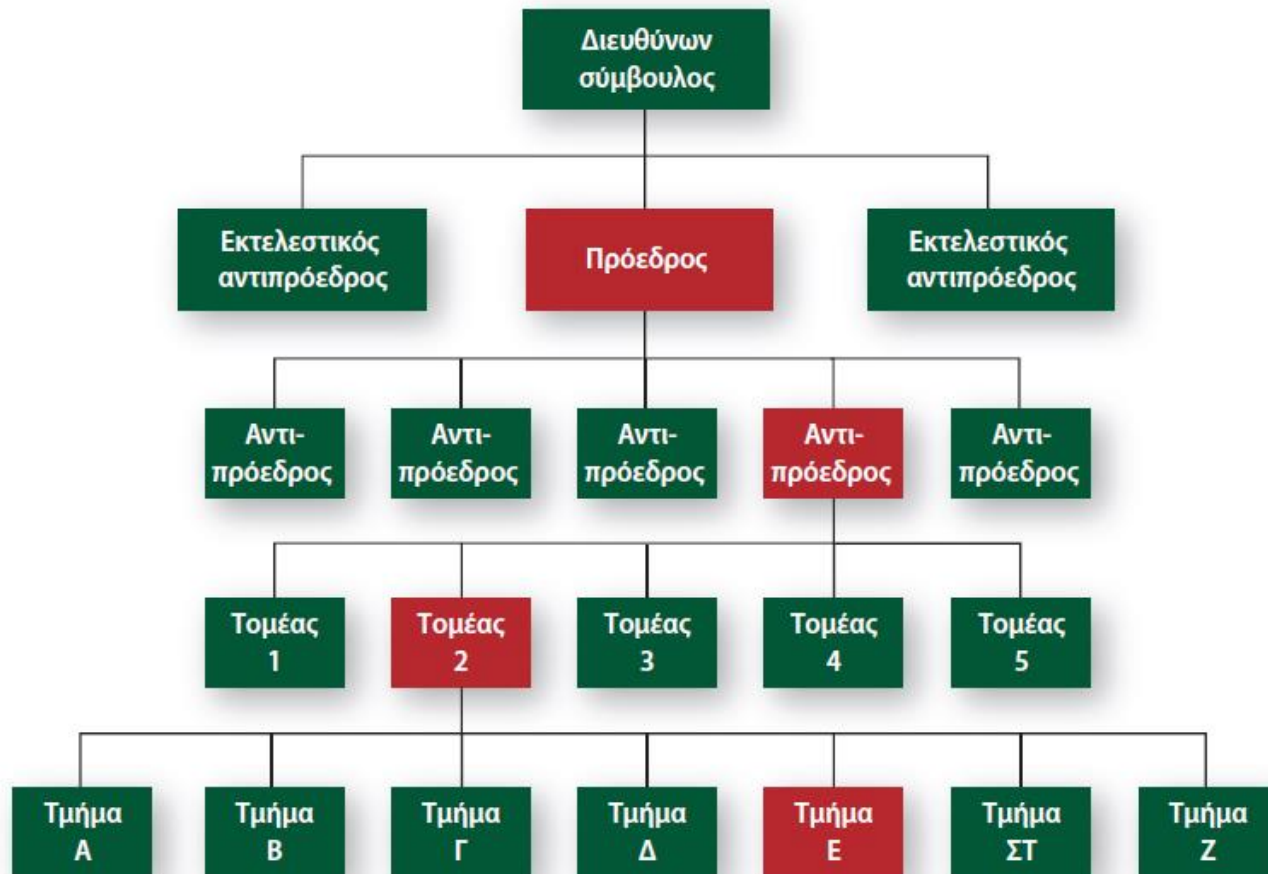 Διευθύνων
σύμβουλος
Εκτελεστικός
αντιπρόεδρος
Πρόεδρος
Εκτελεστικός
αντιπρόεδρος
Αντι-
πρόεδρος
Αντι-
πρόεδρος
Αντι-
πρόεδρος
Αντι-
πρόεδρος
Αντι-
πρόεδρος
Τομέας
1
Τομέας
2
Τομέας
3
Τομέας
4
Τομέας
5
Τμήμα
Α
Τμήμα
Β
Τμήμα
Γ
Τμήμα
Δ
Τμήμα
Ε
Τμήμα
ΣΤ
Τμήμα
Ζ